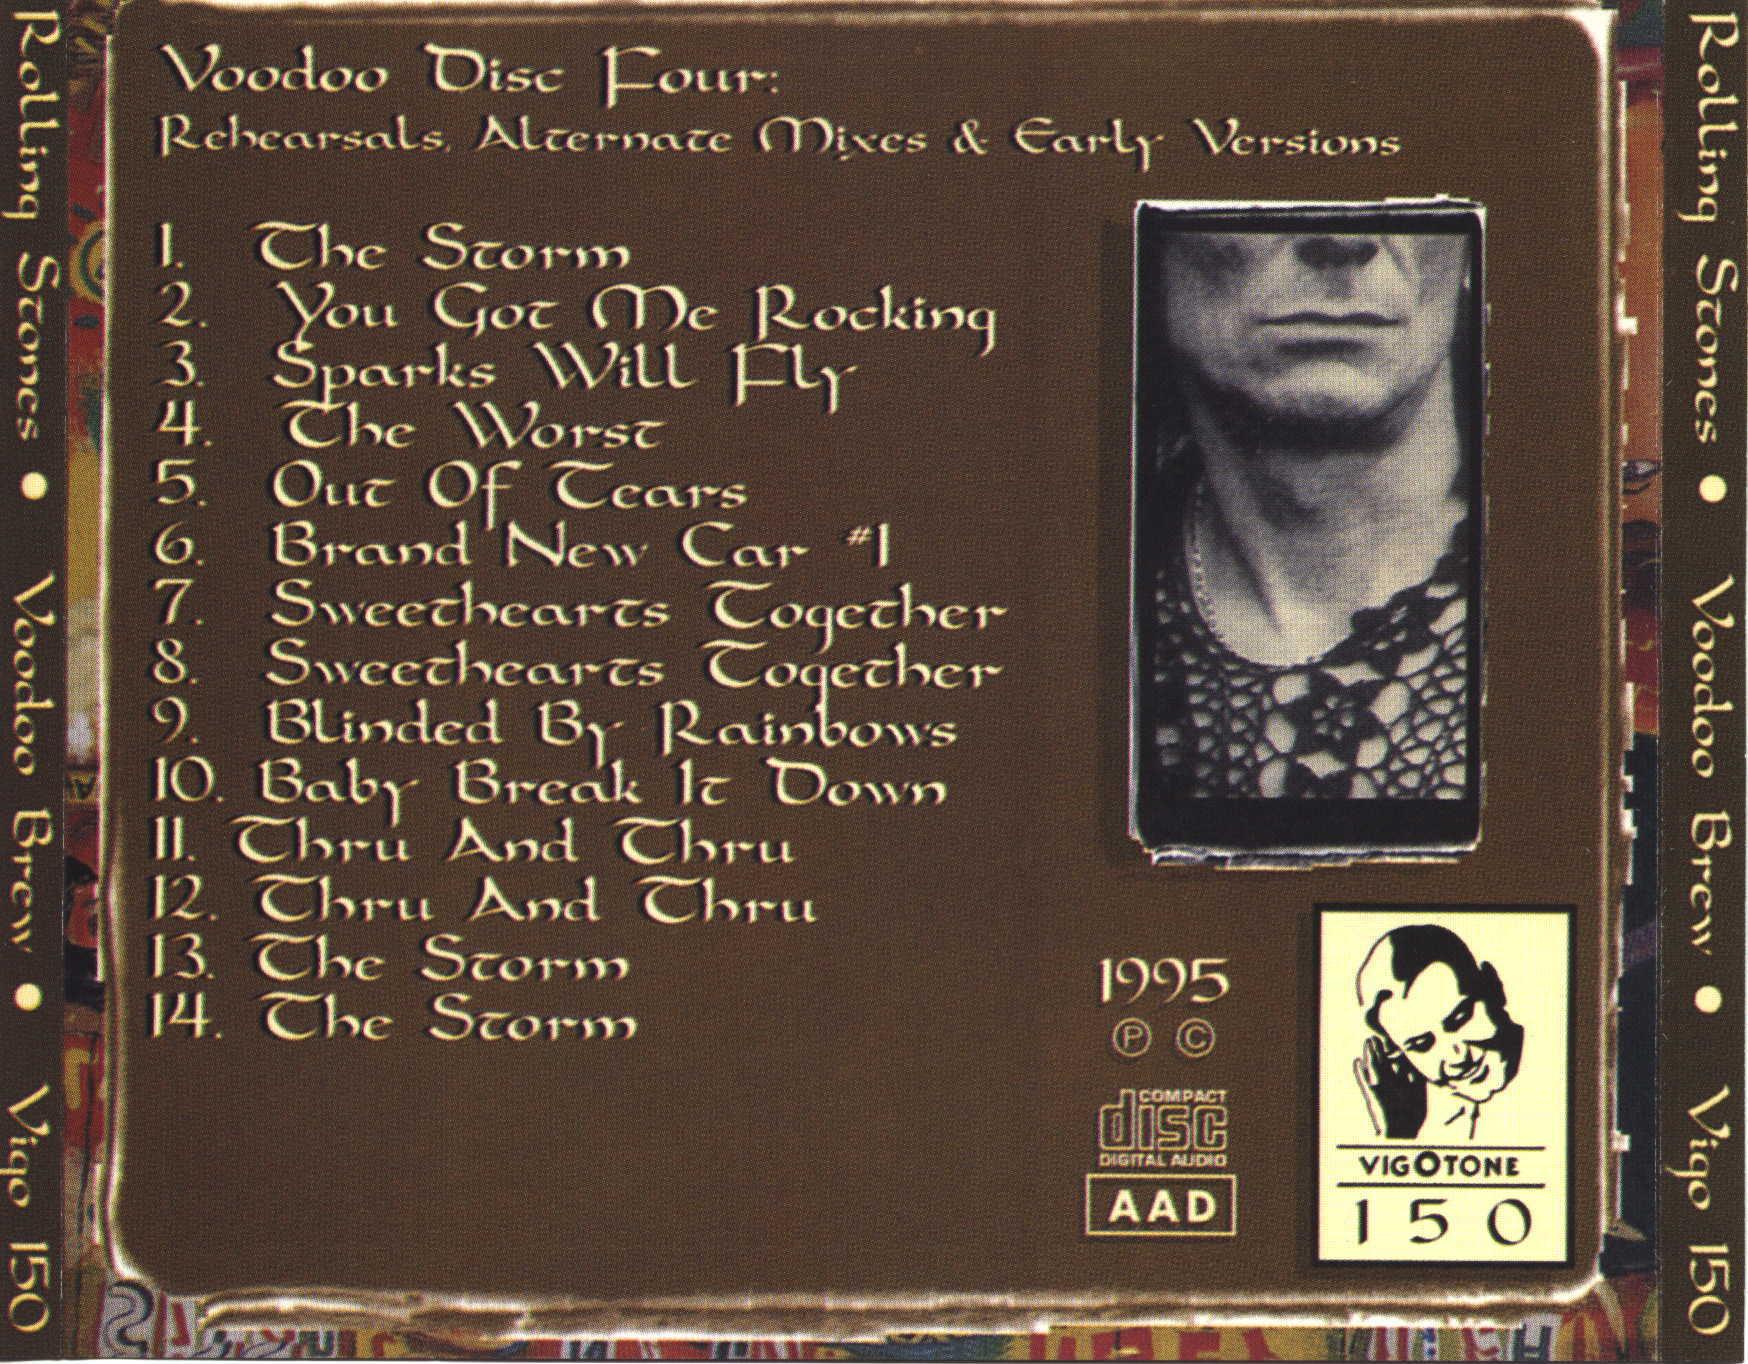 Rolling Stones • Voodoo Brew • Vigo 150
Voodoo Disc Four:
Rehearsals, Alternate Mixes & Early Versions
1. The Storm
2. You Got Me Rocking
3. Sparks Will Fly
4. The Worst
5. Out Of Tears
6. Brand New Car #1
7. Sweethearts Together
8. Sweethearts Together
9. Blinded By Rainbows
10. Baby Break It Down
11. Thru And Thru
12. Thru And Thru
13. The Storm
14. The Storm
1995
Ⓟ ©
COMPACT
disc
DIGITAL AUDIO
AAD
VIGOTONE
150
Rolling Stones • Voodoo Brew • Vigo 150